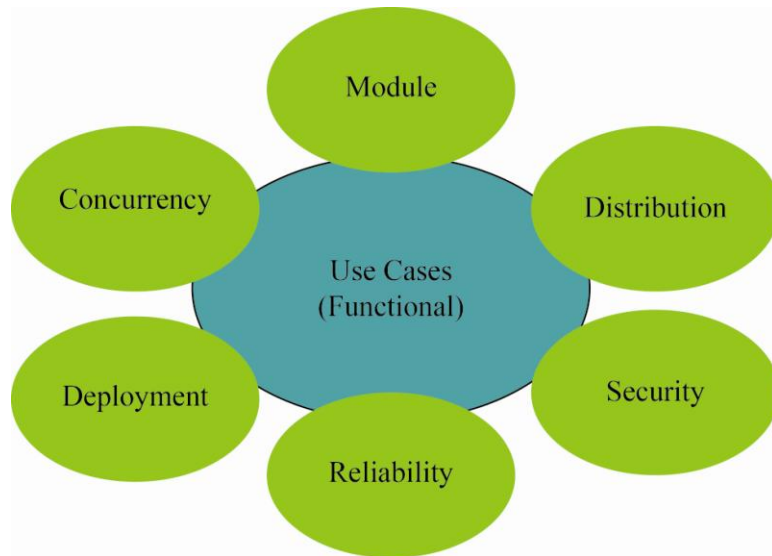 Module
Concurrency
Distribution
Use Cases
(Functional)
Deployment
Security
Reliability